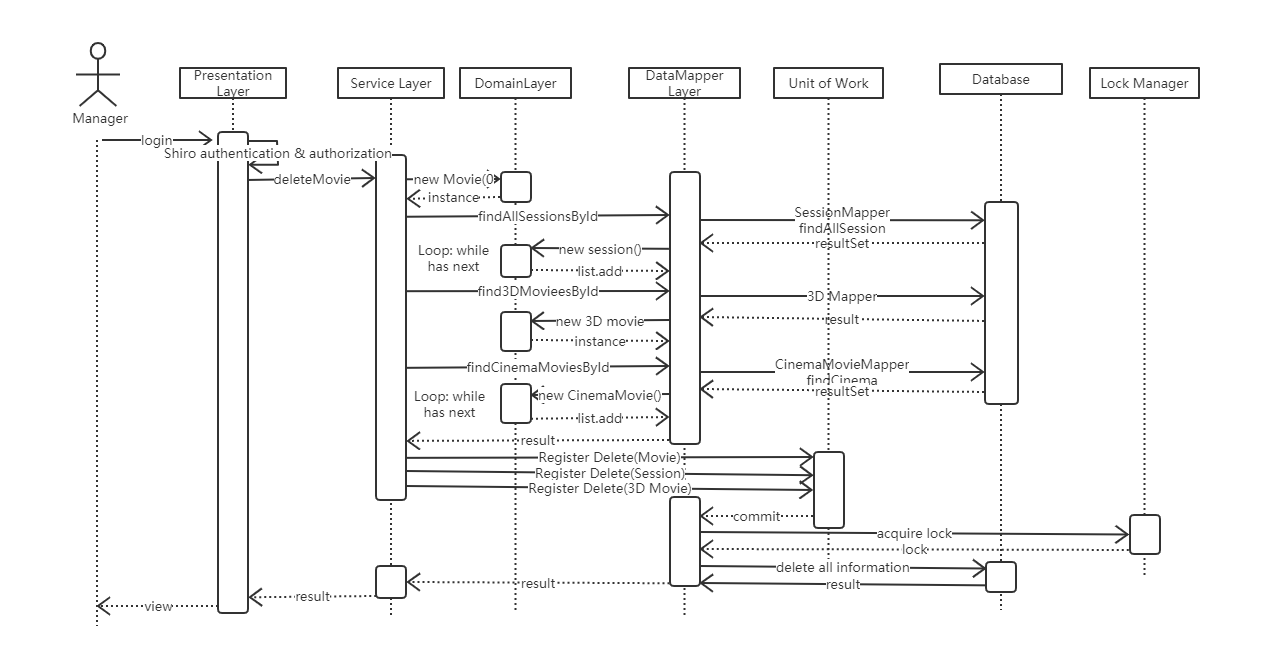 Presentation
Layer
Service Layer
DomainLayer
DataMapper
Layer
Unit of Work
Database
Lock Manager
Manager
login
Shiro authentication & authorization
deleteMovie
new Movie(0
instance
findAllSessionsById
SessionMapper
findAllSession
resultSet
Loop: while
has next
new session()
list.add
find3DMovieesById
3D Mapper
new 3D movie
result
instance
findCinemaMoviesById
CinemaMovieMapper
findCinema
resultSet
Loop: while
has next
new CinemaMovie()
list.add
result
Register Delete(Movie)
Register Delete(Session)
Register Delete(3D Movie)
commit
acquire lock
lock
delete all information
result
result
result
view